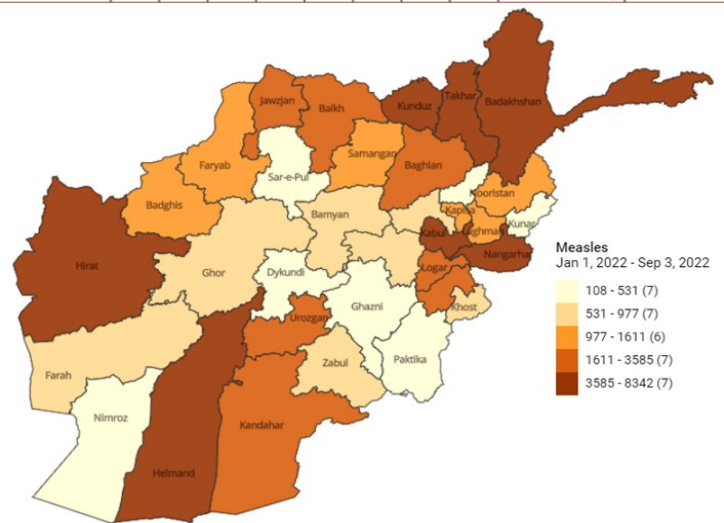 Jawzjan
Balkh
Kunduz
Takhar
Badakhshan
Faryab
Samangan
Baghlan
Sar-e-Pul
Badghis
Nooristan
Bamyan
Kapisa
Kunar
Kabul
Laghman
Hirat
Nangarhar
Ghor
Dykundi
Logar
Ghazni
Khost
Urozgan
Paktika
Zabul
Farah
Nimroz
Kandahar
Helmand
Measles
Jan 1, 2022 - Sep 3, 2022
108 - 531 (7)
531 - 977 (7)
977 - 1611 (6)
1611 - 3585 (7)
3585 - 8342 (7)